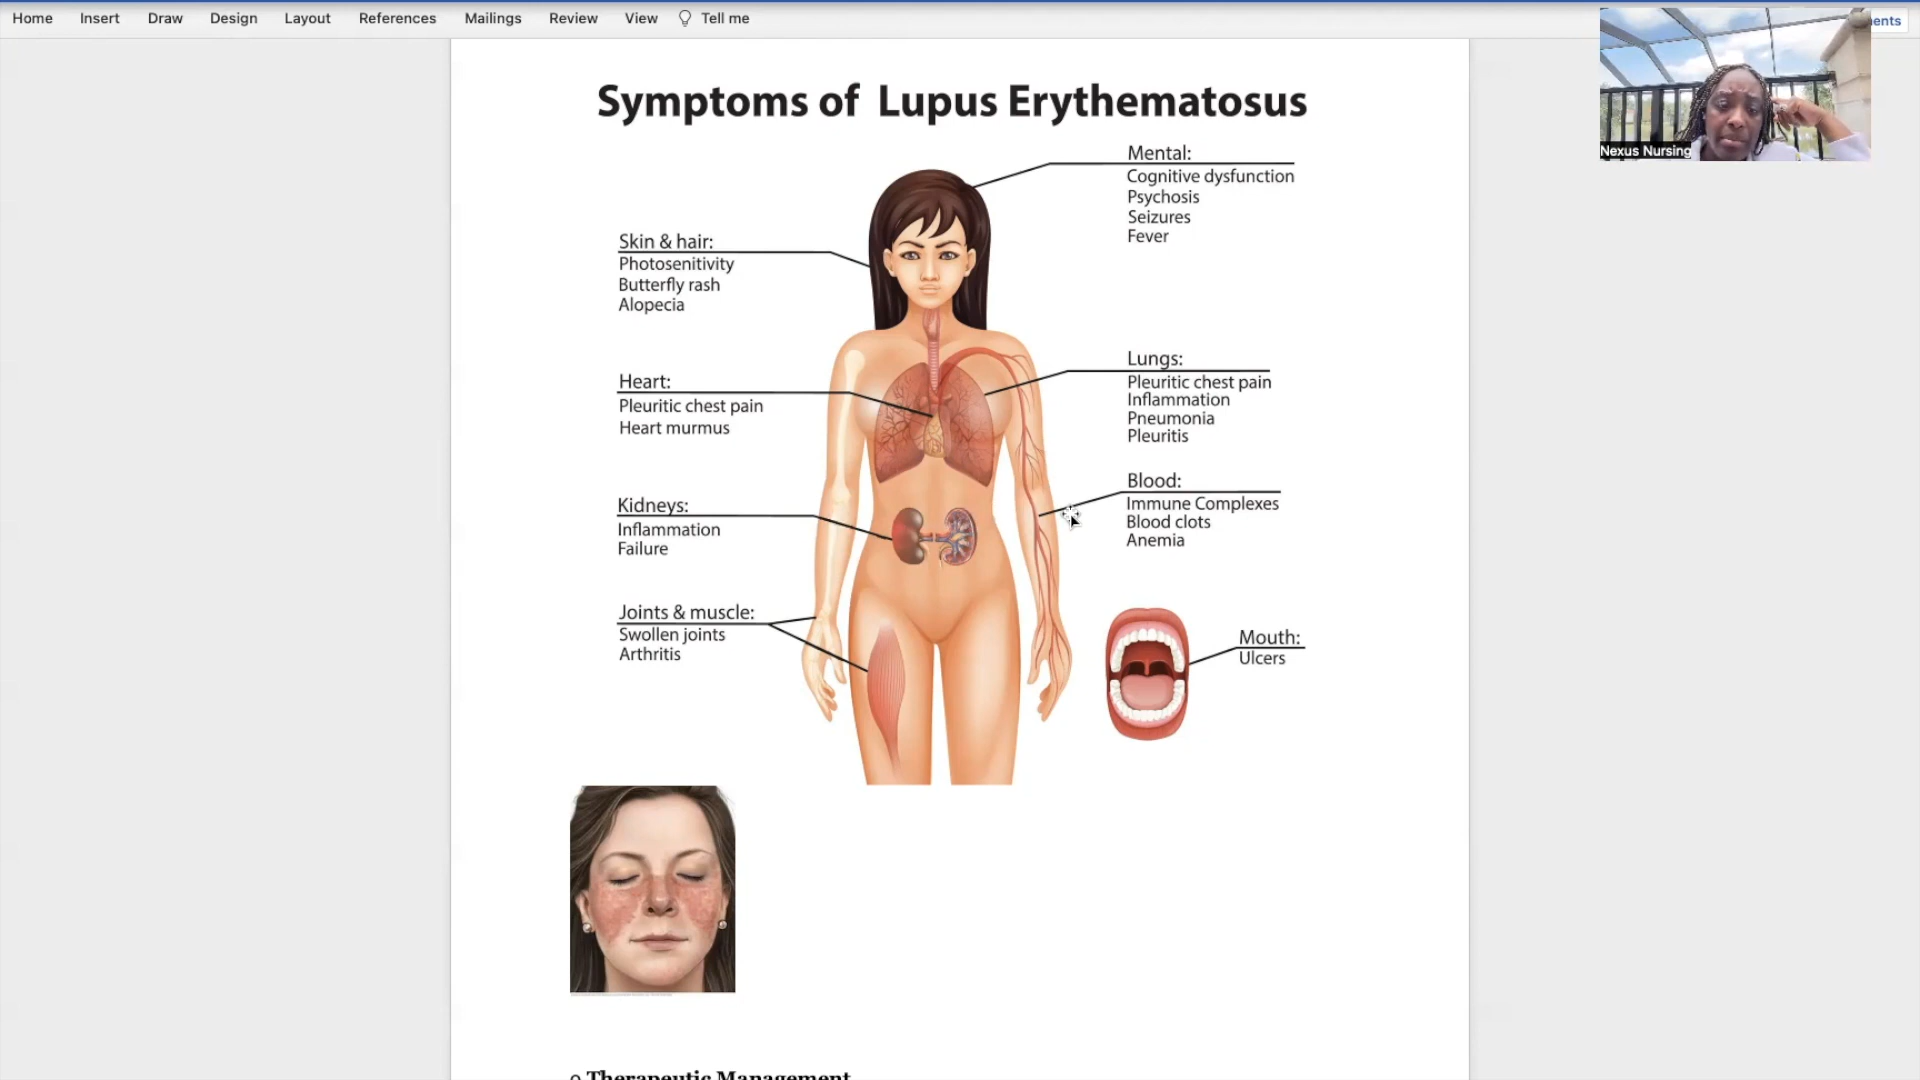 Home Insert Draw Design Layout References Mailings Review View Tell me
ents
Nexus Nursing
Symptoms of Lupus Erythematosus
Mental:
Cognitive dysfunction
Psychosis
Seizures
Fever
Skin & hair:
Photosenitivity
Butterfly rash
Alopecia
Heart:
Pleuritic chest pain
Heart murmus
Lungs:
Pleuritic chest pain
Inflammation
Pneumonia
Pleuritis
Kidneys:
Inflammation
Failure
Blood:
Immune Complexes
Blood clots
Anemia
Joints & muscle:
Swollen joints
Arthritis
Mouth:
Ulcers
o Therapeutic Management